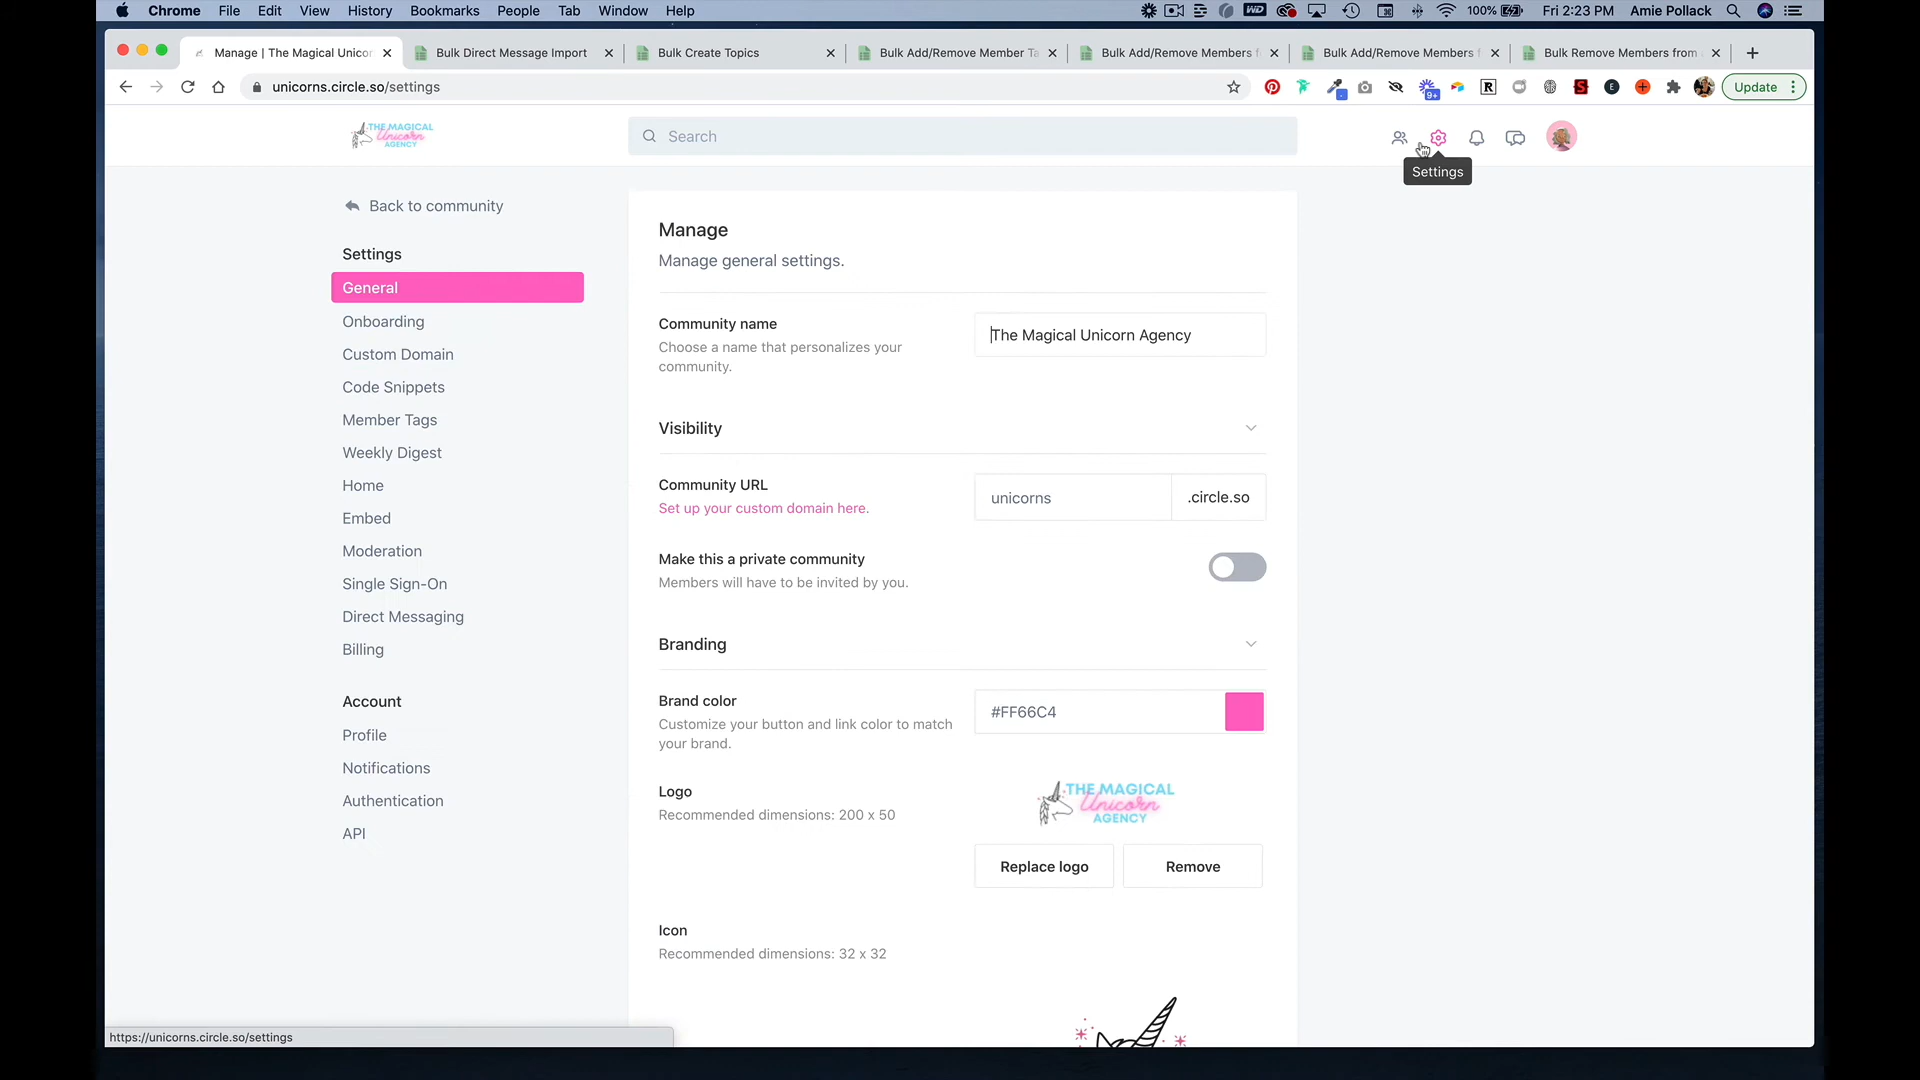 Chrome File Edit View History Bookmarks People Tab Window Help
WD 100% Fri 2:23 PM Amie Pollack
Manage | The Magical Unicor
Bulk Direct Message Import
Bulk Create Topics
Bulk Add/Remove Member Ta
Bulk Add/Remove Members f
Bulk Add/Remove Members f
Bulk Remove Members from
unicorns.circle.so/settings
9+
R
S
E
Update
THE MAGICAL
Unicorn
AGENCY
Search
Settings
Back to community
Settings
General
Onboarding
Custom Domain
Code Snippets
Member Tags
Weekly Digest
Home
Embed
Moderation
Single Sign-On
Direct Messaging
Billing
Account
Profile
Notifications
Authentication
API
Manage
Manage general settings.
Community name
Choose a name that personalizes your
community.
The Magical Unicorn Agency
Visibility
Community URL
Set up your custom domain here.
unicorns
.circle.so
Make this a private community
Members will have to be invited by you.
Branding
Brand color
Customize your button and link color to match
your brand.
#FF66C4
Logo
Recommended dimensions: 200 x 50
THE MAGICAL
Unicorn
AGENCY
Replace logo
Remove
Icon
Recommended dimensions: 32 x 32
https://unicorns.circle.so/settings